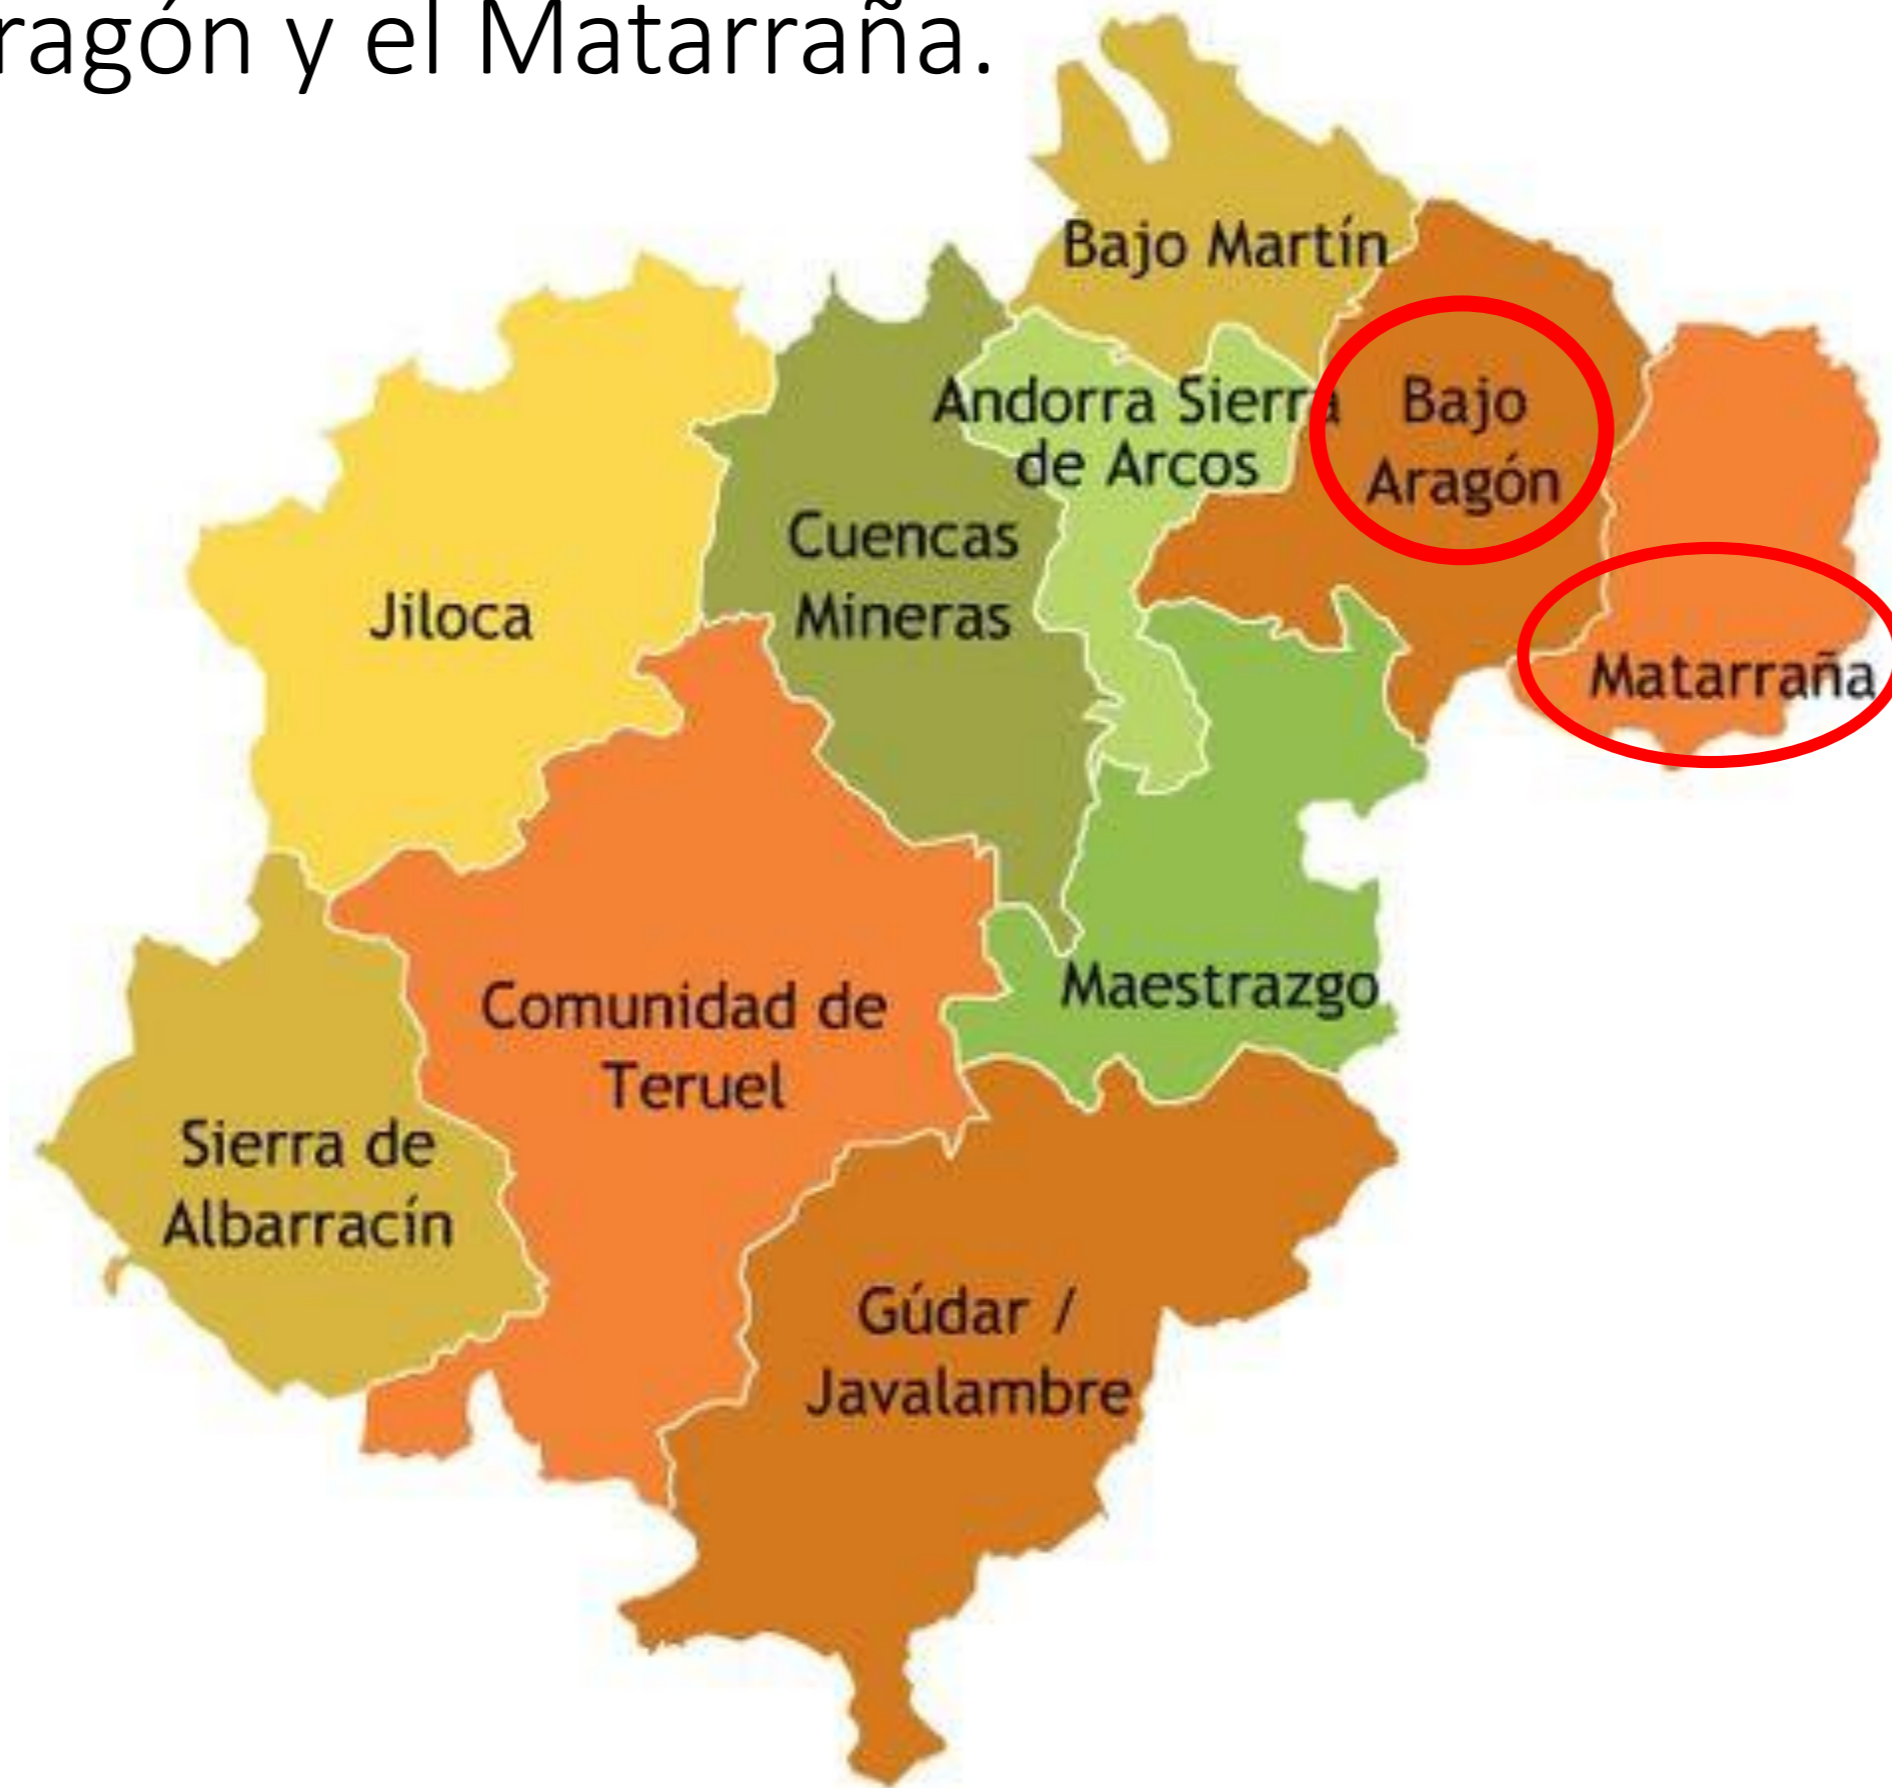 ragón y el Matarraña.
Bajo Martín
Andorra Sierra
de Arcos
Bajo
Aragón
Cuencas
Mineras
Jiloca
Matarraña
Maestrazgo
Comunidad de
Teruel
Sierra de
Albarracín
Gúdar /
Javalambre